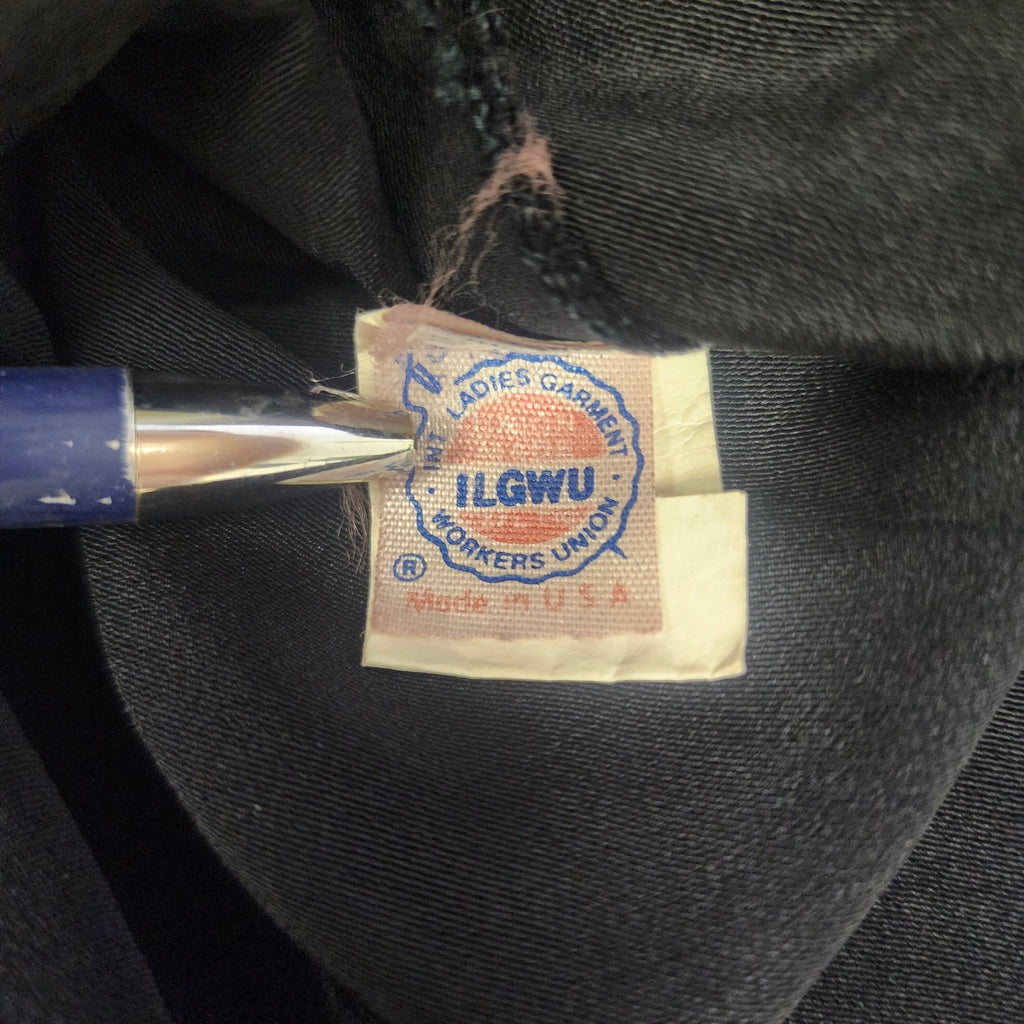 INT LADIES GARMENT
ILGWU
WORKERS UNION
®
Made in U S A